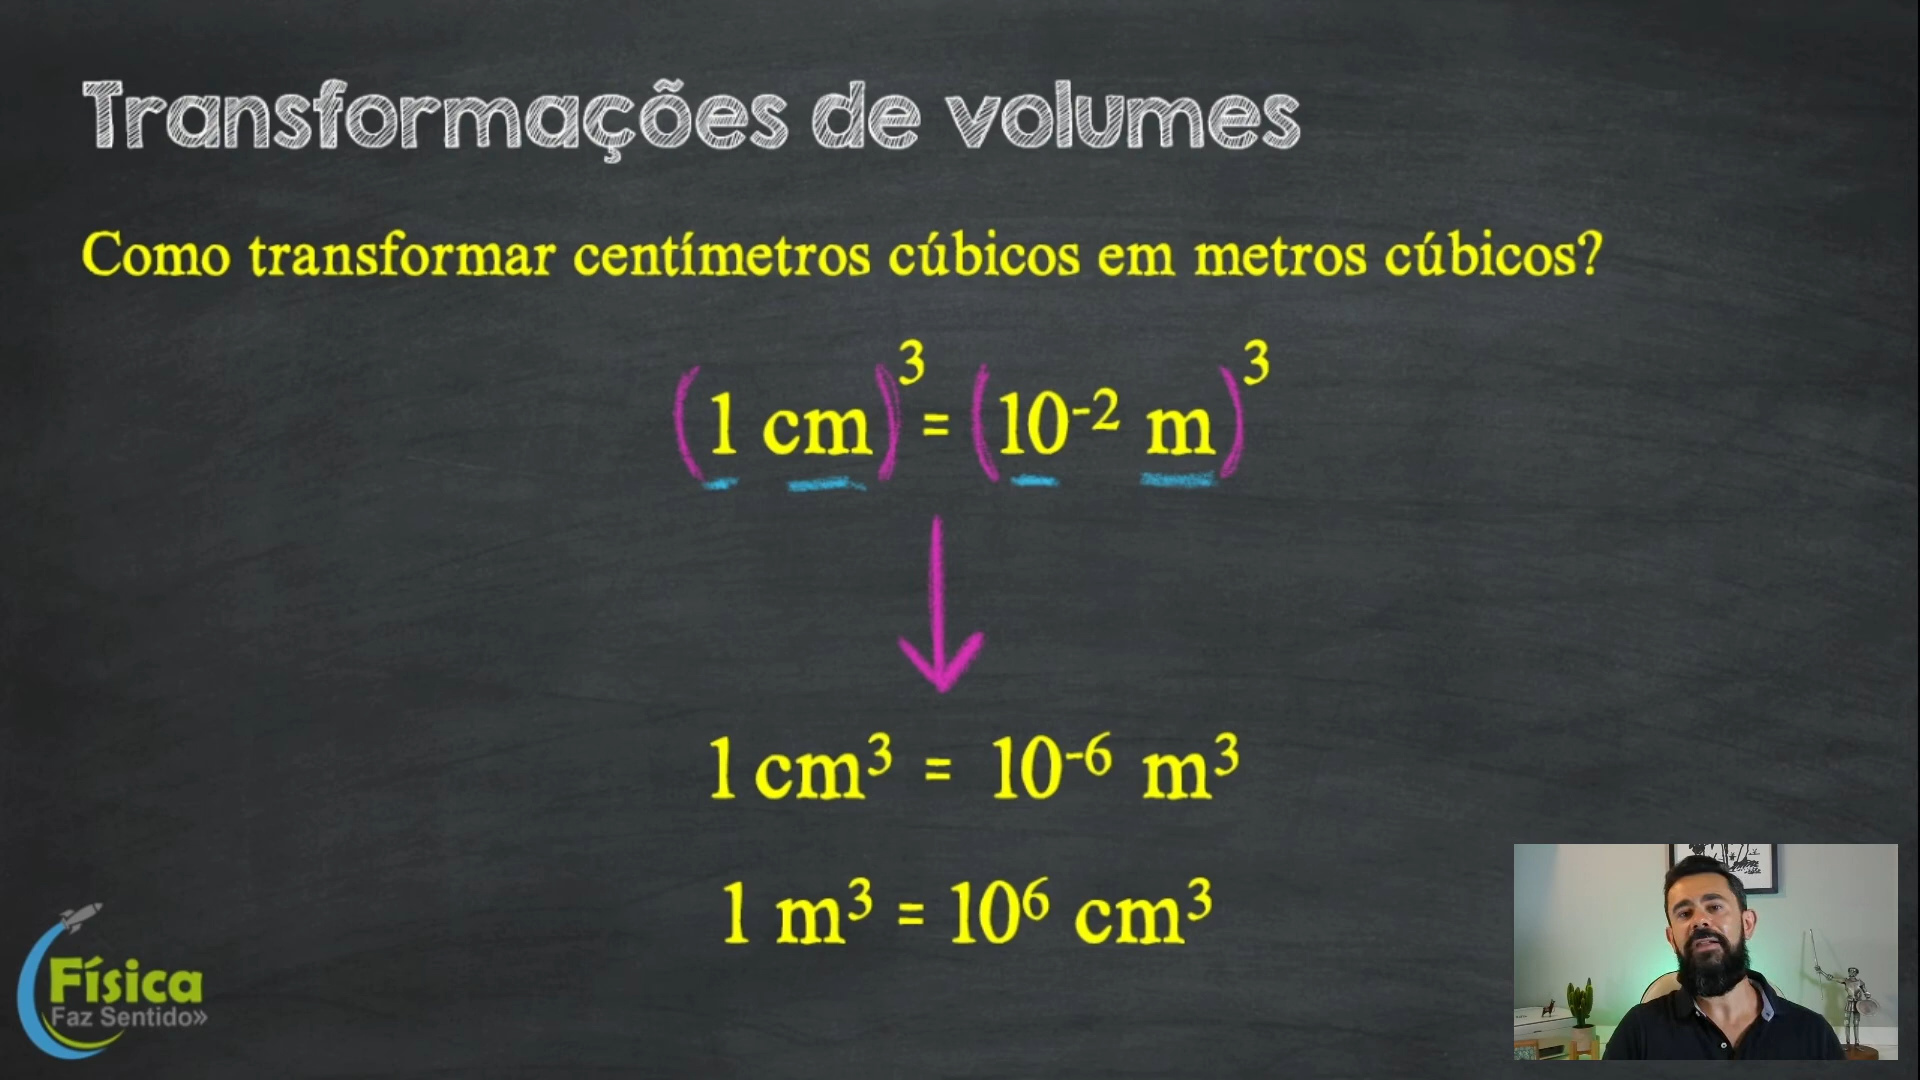 Transformações de volumes
Como transformar centímetros cúbicos em metros cúbicos?
(1 cm)³ = (10⁻² m)³
1 cm³ = 10⁻⁶ m³
1 m³ = 10⁶ cm³
Física
Faz Sentido»